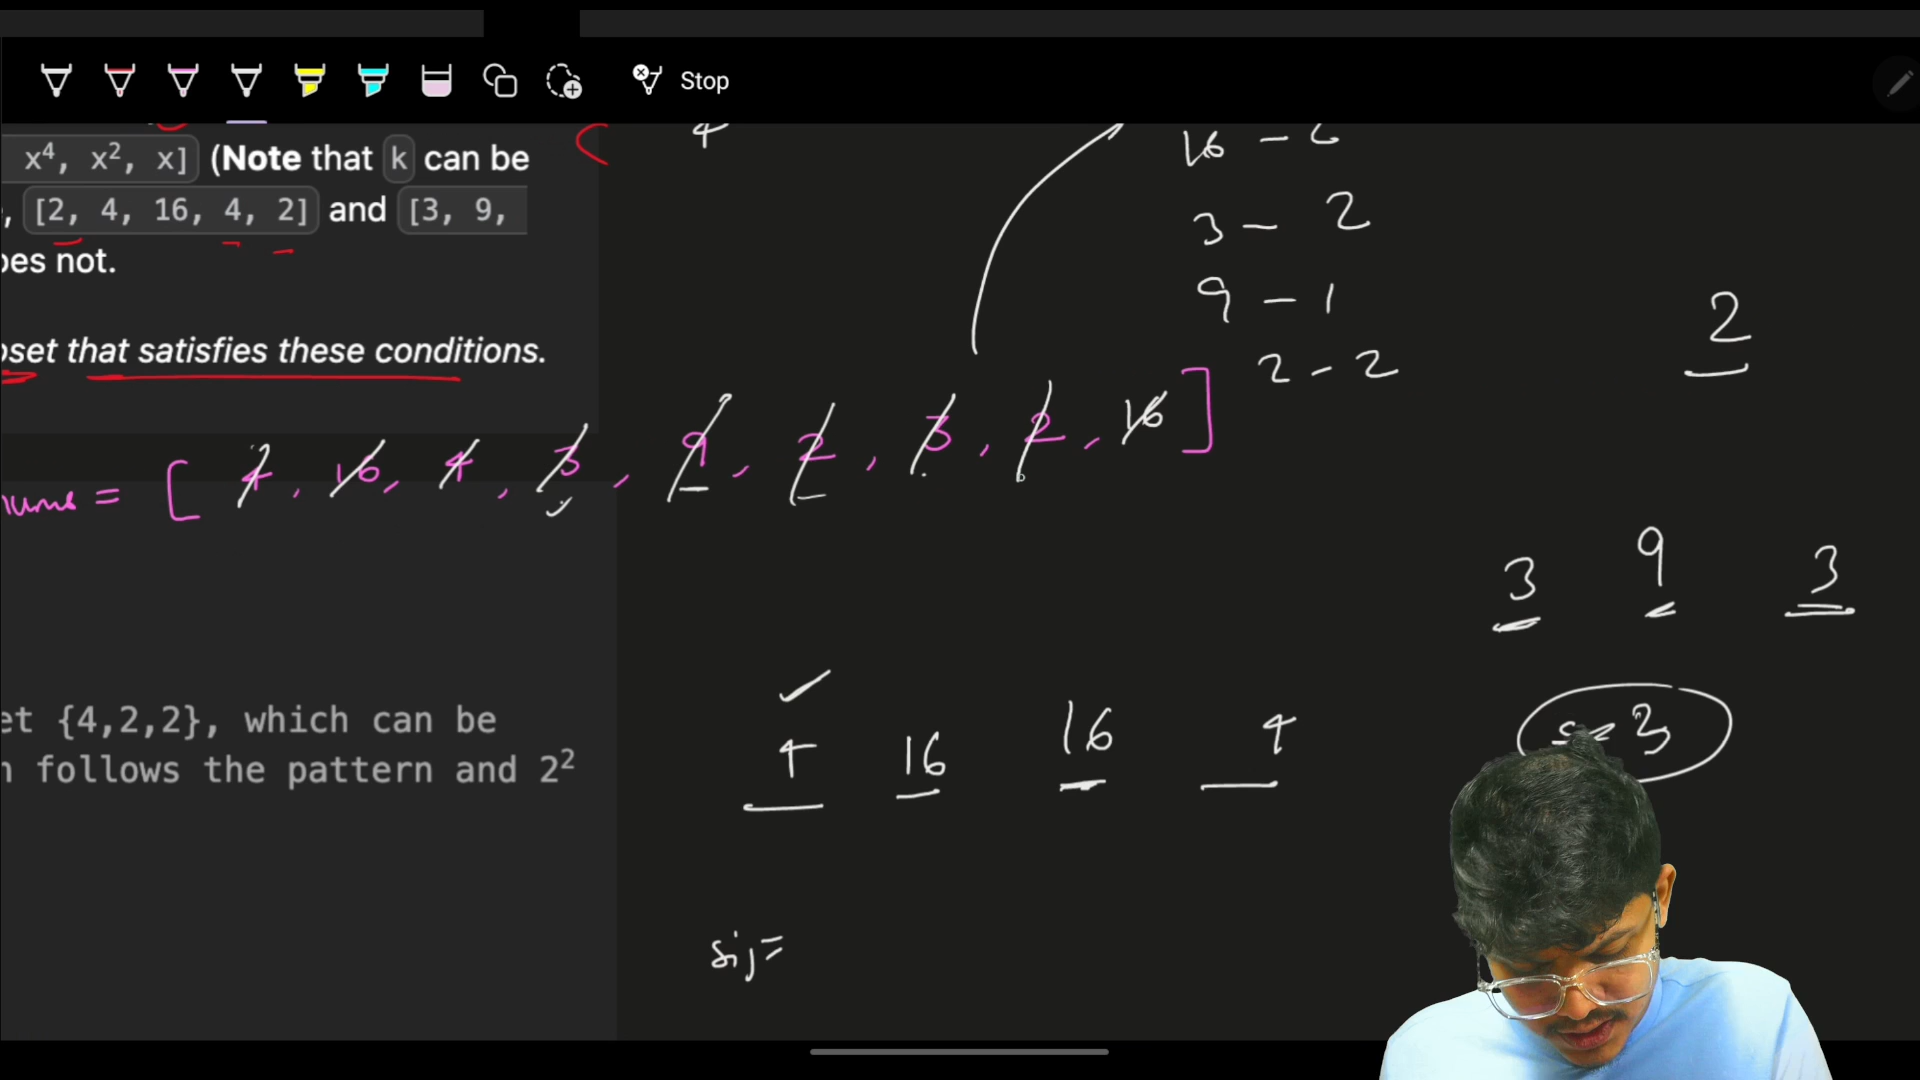 Stop
x⁴, x², x] (Note that k can be
, [2, 4, 16, 4, 2] and [3, 9,
oes not.
oset that satisfies these conditions.
4
16 -
3 - 2
9 - 1
2 - 2
2
nums = [ 4, 16, 4, 3, 9, 2, 3, 2, 16 ]
3 9 3
et {4,2,2}, which can be
n follows the pattern and 2²
4 16 16 4
3